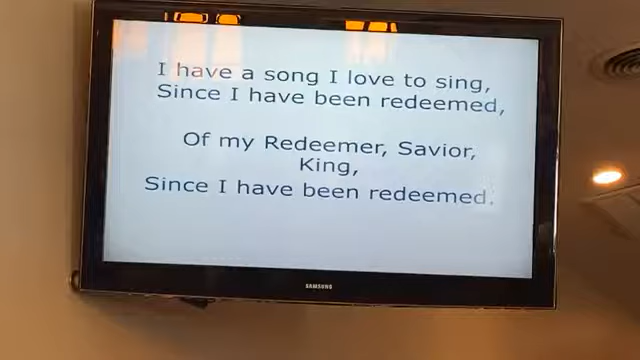 I have a song I love to sing,
Since I have been redeemed,
Of my Redeemer, Savior,
King,
Since I have been redeemed.
SAMSUNG